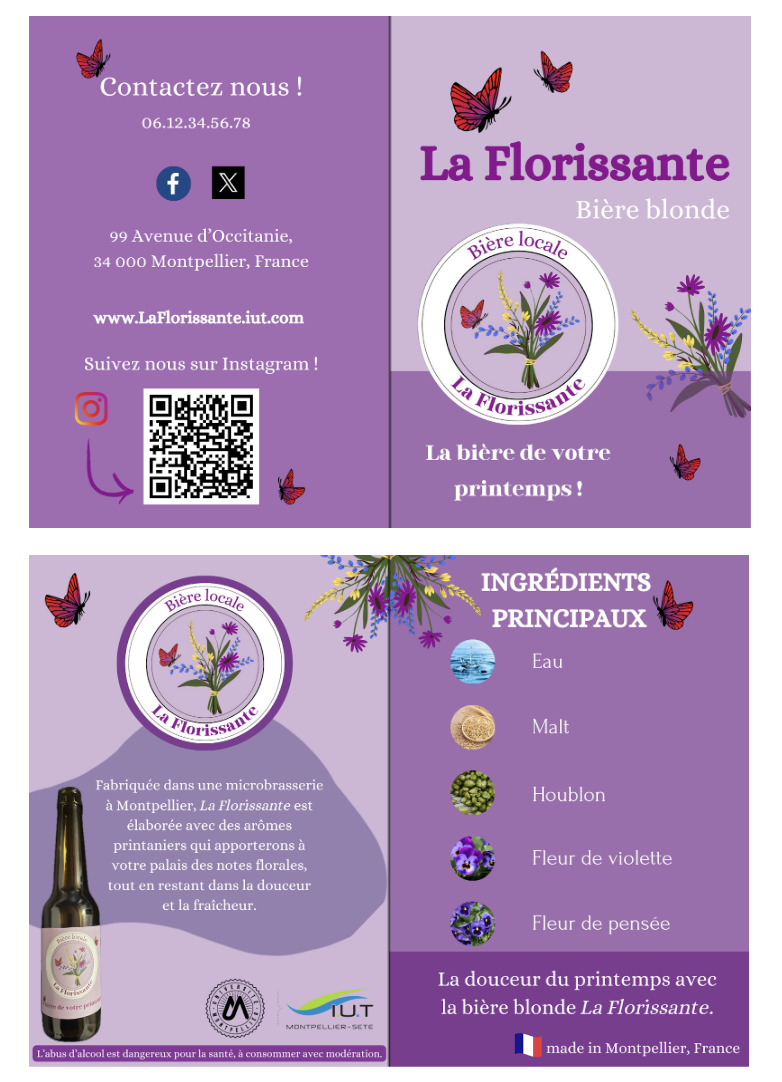 Contactez nous !
06.12.34.56.78
99 Avenue d'Occitanie,
34 000 Montpellier, France
www.LaFlorissante.iut.com
Suivez nous sur Instagram !
La Florissante
Bière blonde
Bière locale
La Florissante
La bière de votre
printemps !
Bière locale
La Florissante
Fabriquée dans une microbrasserie
à Montpellier, La Florissante est
élaborée avec des arômes
printaniers qui apporterons à
votre palais des notes florales,
tout en restant dans la douceur
et la fraîcheur.
Bière locale
La Florissante
bière de votre
UNIVERSITÉ
MONTPELLIER
IU.T
MONTPELLIER-SETE
L'abus d'alcool est dangereux pour la santé, à consommer avec modération.
INGRÉDIENTS
PRINCIPAUX
Eau
Malt
Houblon
Fleur de violette
Fleur de pensée
La douceur du printemps avec
la bière blonde La Florissante.
made in Montpellier, France